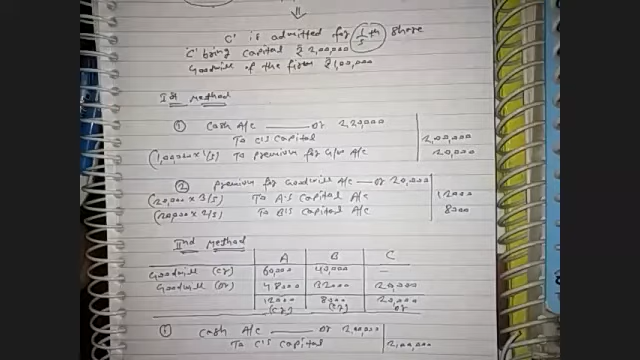 C' is admitted for 1/5 th share
C' bring capital ₹ 2,00,000
Goodwill of the firm ₹1,00,000
Ist Method
① Cash A/c —— Dr 2,20,000
To C's Capital 2,00,000
(1,00,000 x 1/5) To premium for G/w A/c 20,000
② premium for Goodwill A/c — Dr 20,000
(20,000 x 3/5) To A's Capital A/c 12000
(20,000 x 2/5) To B's Capital A/c 8000
IInd Method
A B C
Goodwill (Cr) 60,000 40,000 —
Goodwill (Dr) 48000 32000 20,000
12000 8000 20,000
(Cr) (Cr) Dr
① Cash A/c —— Dr 2,00,000
To C's Capital 2,00,000